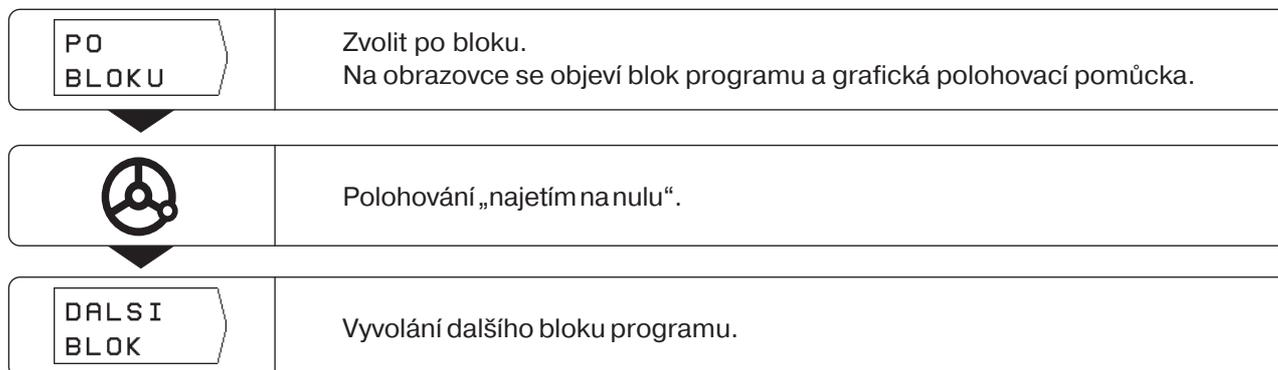 PO
BLOKU
Zvolit po bloku.
Na obrazovce se objeví blok programu a grafická polohovací pomůcka.
Polohování „najetím na nulu“.
DALSI
BLOK
Vyvolání dalšího bloku programu.